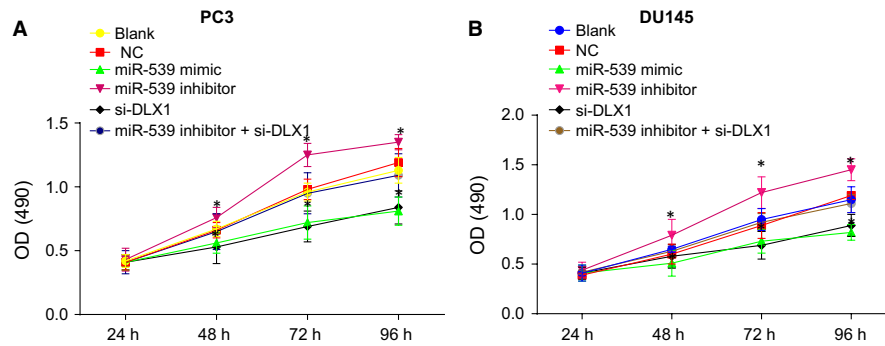 A
PC3
Blank
NC
miR-539 mimic
miR-539 inhibitor
si-DLX1
miR-539 inhibitor + si-DLX1
OD (490)
1.5
1.0
0.5
0.0
24 h
48 h
72 h
96 h
*
*
*
*
*
*
B
DU145
Blank
NC
miR-539 mimic
miR-539 inhibitor
si-DLX1
miR-539 inhibitor + si-DLX1
OD (490)
2.0
1.5
1.0
0.5
0.0
24 h
48 h
72 h
96 h
*
*
*
*